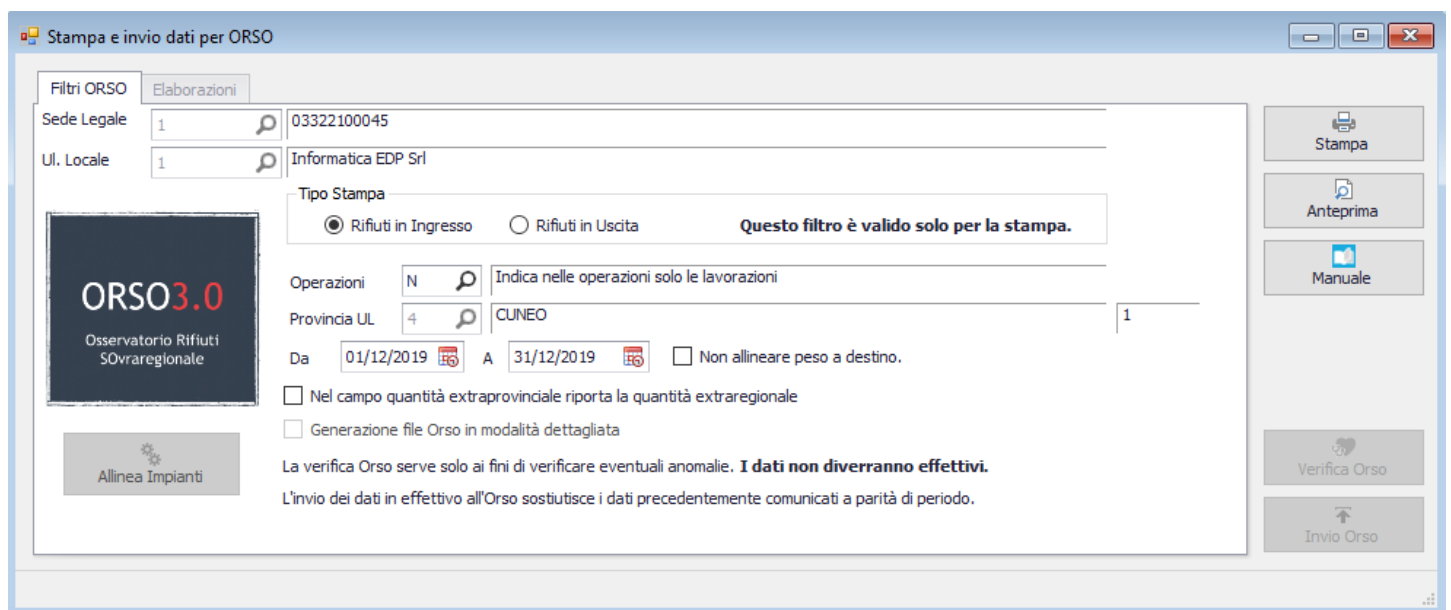 Stampa e invio dati per ORSO
Filtri ORSO Elaborazioni
Sede Legale 1 03322100045
Ul. Locale 1 Informatica EDP Srl
Tipo Stampa
Rifiuti in Ingresso Rifiuti in Uscita Questo filtro è valido solo per la stampa.
Operazioni N Indica nelle operazioni solo le lavorazioni
Provincia UL 4 CUNEO 1
Da 01/12/2019 A 31/12/2019 Non allineare peso a destino.
Nel campo quantità extraprovinciale riporta la quantità extraregionale
Generazione file Orso in modalità dettagliata
La verifica Orso serve solo ai fini di verificare eventuali anomalie. I dati non diverranno effettivi.
L'invio dei dati in effettivo all'Orso sostiutisce i dati precedentemente comunicati a parità di periodo.
ORSO3.0
Osservatorio Rifiuti
SOvraregionale
Allinea Impianti
Stampa
Anteprima
Manuale
Verifica Orso
Invio Orso